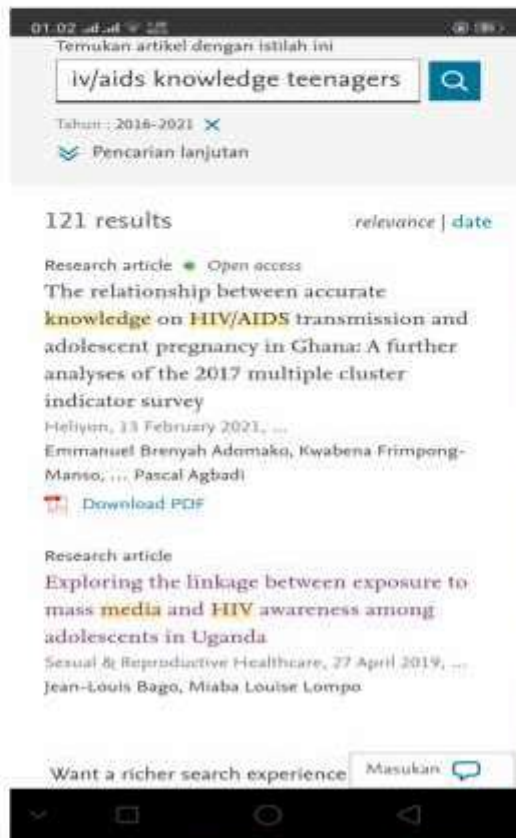 01.02
Temukan artikel dengan istilah ini
iv/aids knowledge teenagers
Tahun : 2016-2021 ✕
Pencarian lanjutan
121 results
relevance | date
Research article • Open access
The relationship between accurate
knowledge on HIV/AIDS transmission and
adolescent pregnancy in Ghana: A further
analyses of the 2017 multiple cluster
indicator survey
Heliyon, 13 February 2021, ...
Emmanuel Brenyah Adomako, Kwabena Frimpong-
Manso, ... Pascal Agbadi
Download PDF
Research article
Exploring the linkage between exposure to
mass media and HIV awareness among
adolescents in Uganda
Sexual & Reproductive Healthcare, 27 April 2019, ...
Jean-Louis Bago, Miaba Louise Lompo
Want a richer search experience
Masukan